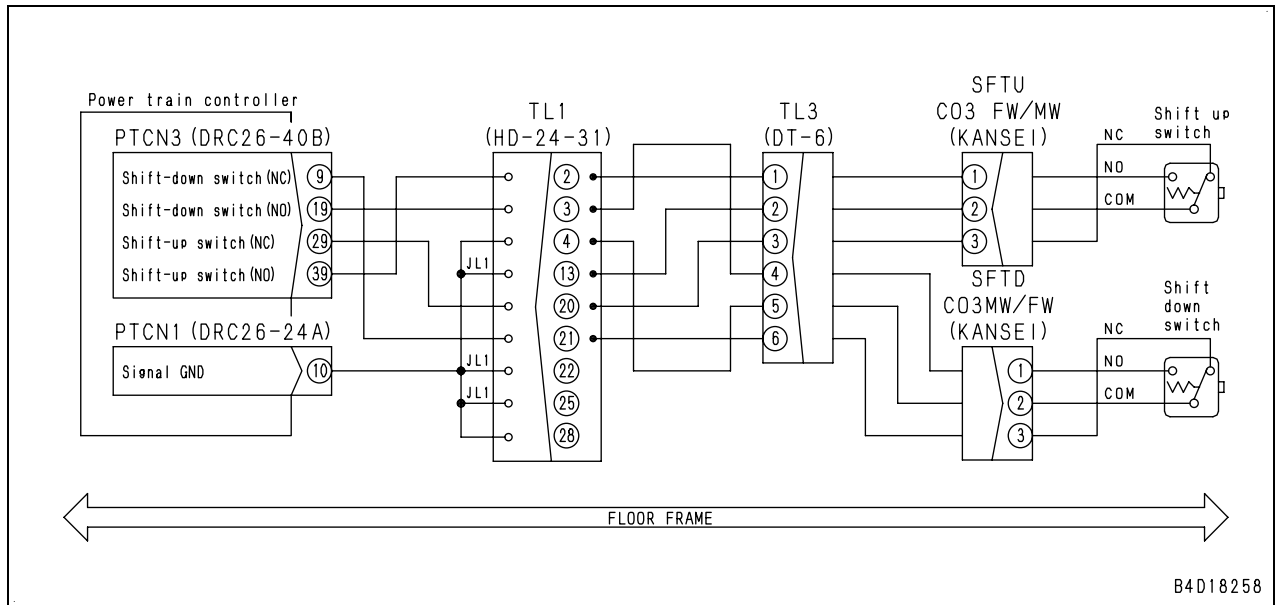 Power train controller
PTCN3 (DRC26-40B)
Shift-down switch(NC) 9
Shift-down switch(NO) 19
Shift-up switch(NC) 29
Shift-up switch(NO) 39
PTCN1 (DRC26-24A)
Signal GND 10
TL1
(HD-24-31)
2
3
4
JL1 13
20
21
JL1 22
JL1 25
28
TL3
(DT-6)
1
2
3
4
5
6
SFTU
CO3 FW/MW
(KANSEI)
1
2
3
NC
NO
COM
Shift up
switch
SFTD
CO3MW/FW
(KANSEI)
1
2
3
NC
NO
COM
Shift
down
switch
FLOOR FRAME
B4D18258